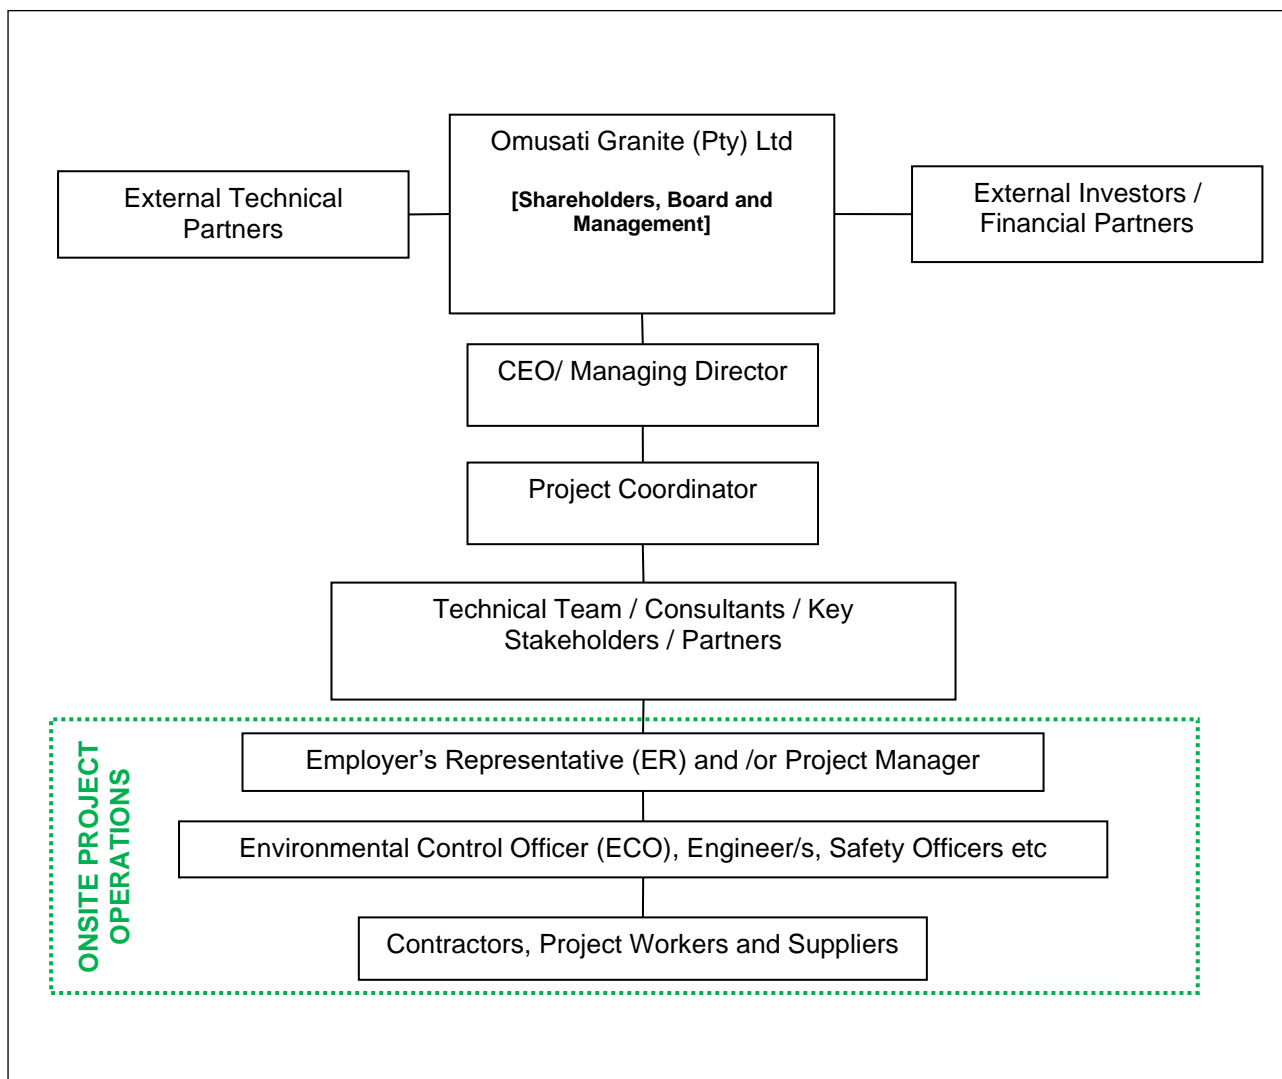 Omusati Granite (Pty) Ltd
[Shareholders, Board and
Management]
External Technical
Partners
External Investors /
Financial Partners
CEO/ Managing Director
Project Coordinator
Technical Team / Consultants / Key
Stakeholders / Partners
ONSITE PROJECT
OPERATIONS
Employer’s Representative (ER) and /or Project Manager
Environmental Control Officer (ECO), Engineer/s, Safety Officers etc
Contractors, Project Workers and Suppliers